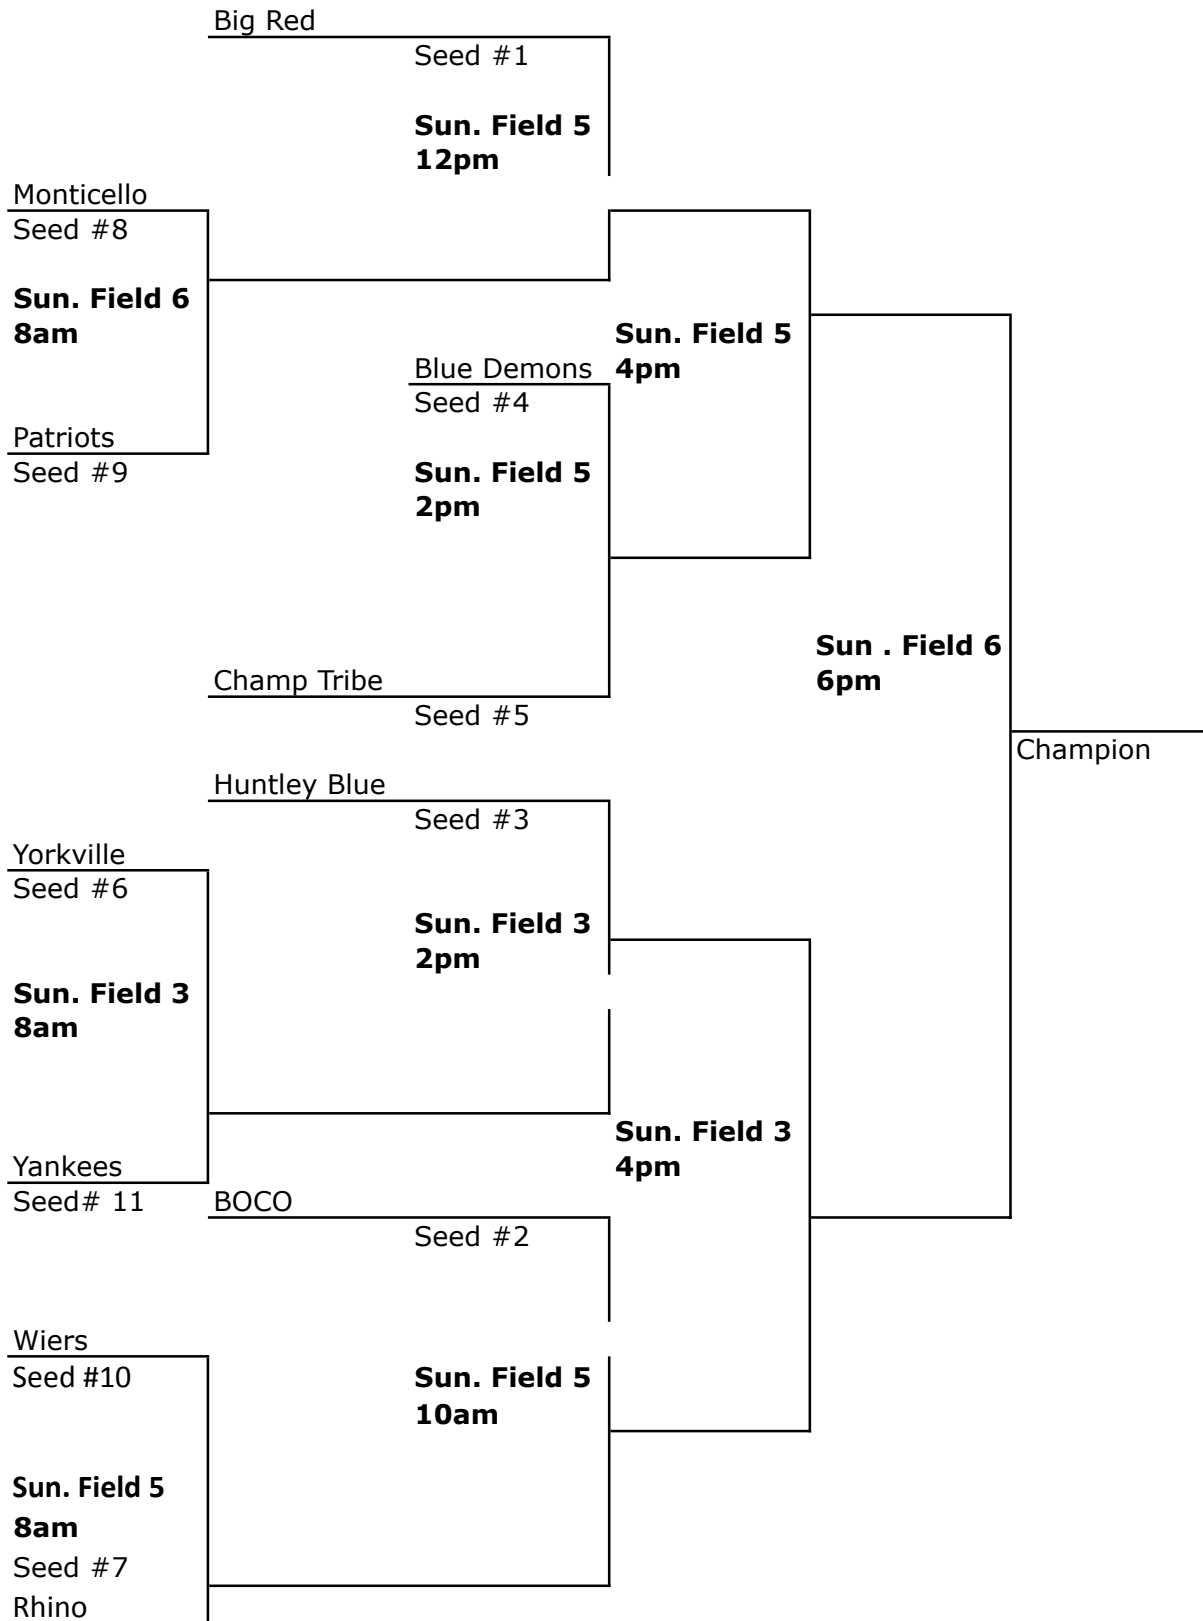 Big Red
Seed #1
Sun. Field 5
12pm
Monticello
Seed #8
Sun. Field 6
8am
Sun. Field 5
4pm
Blue Demons
Seed #4
Patriots
Seed #9
Sun. Field 5
2pm
Sun . Field 6
6pm
Champ Tribe
Seed #5
Champion
Huntley Blue
Seed #3
Yorkville
Seed #6
Sun. Field 3
2pm
Sun. Field 3
8am
Sun. Field 3
4pm
Yankees
Seed# 11
BOCO
Seed #2
Wiers
Seed #10
Sun. Field 5
10am
Sun. Field 5
8am
Seed #7
Rhino